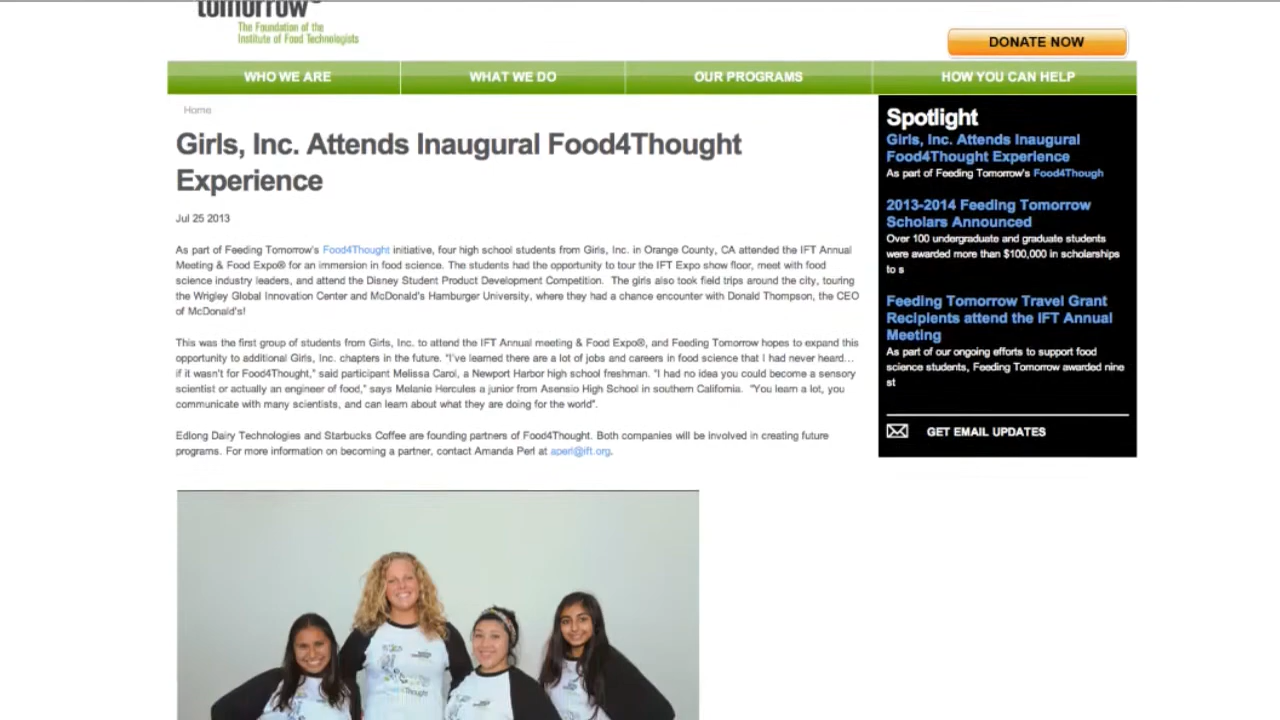 tomorrow
The Foundation of the
Institute of Food Technologists
DONATE NOW
WHO WE ARE
WHAT WE DO
OUR PROGRAMS
HOW YOU CAN HELP
Home
Girls, Inc. Attends Inaugural Food4Thought
Experience
Jul 25 2013
As part of Feeding Tomorrow's Food4Thought initiative, four high school students from Girls, Inc. in Orange County, CA attended the IFT Annual
Meeting & Food Expo® for an immersion in food science. The students had the opportunity to tour the IFT Expo show floor, meet with food
science industry leaders, and attend the Disney Student Product Development Competition. The girls also took field trips around the city, touring
the Wrigley Global Innovation Center and McDonald's Hamburger University, where they had a chance encounter with Donald Thompson, the CEO
of McDonald's!
This was the first group of students from Girls, Inc. to attend the IFT Annual meeting & Food Expo®, and Feeding Tomorrow hopes to expand this
opportunity to additional Girls, Inc. chapters in the future. "I've learned there are a lot of jobs and careers in food science that I had never heard...
if it wasn't for Food4Thought," said participant Melissa Carol, a Newport Harbor high school freshman. "I had no idea you could become a sensory
scientist or actually an engineer of food," says Melanie Hercules a junior from Asensio High School in southern California. "You learn a lot, you
communicate with many scientists, and can learn about what they are doing for the world".
Edlong Dairy Technologies and Starbucks Coffee are founding partners of Food4Thought. Both companies will be involved in creating future
programs. For more information on becoming a partner, contact Amanda Perl at aperl@ift.org.
Spotlight
Girls, Inc. Attends Inaugural
Food4Thought Experience
As part of Feeding Tomorrow's Food4Though
2013-2014 Feeding Tomorrow
Scholars Announced
Over 100 undergraduate and graduate students
were awarded more than $100,000 in scholarships
to s
Feeding Tomorrow Travel Grant
Recipients attend the IFT Annual
Meeting
As part of our ongoing efforts to support food
science students, Feeding Tomorrow awarded nine
st
GET EMAIL UPDATES